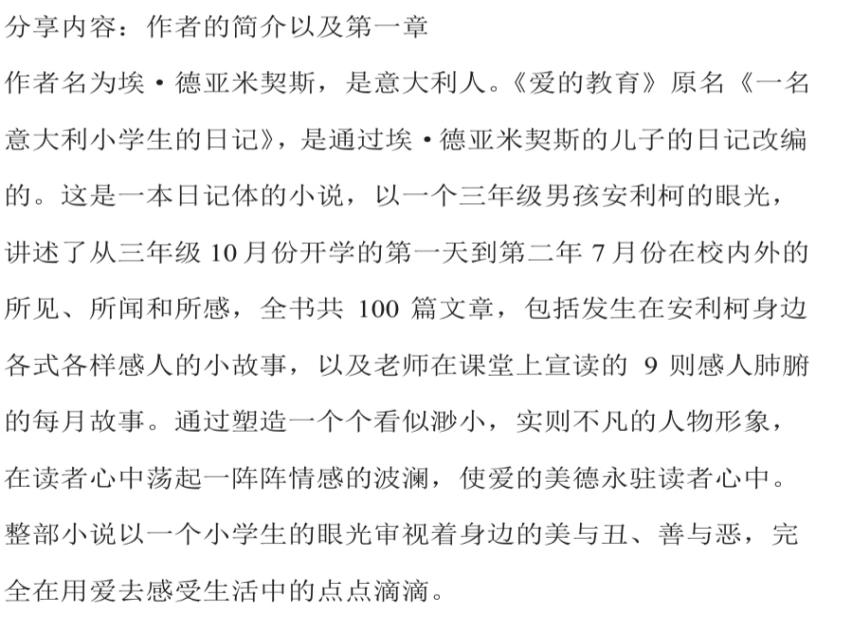 分享内容：作者的简介以及第一章
作者名为埃·德亚米契斯，是意大利人。《爱的教育》原名《一名
意大利小学生的日记》，是通过埃·德亚米契斯的儿子的日记改编
的。这是一本日记体的小说，以一个三年级男孩安利柯的眼光，
讲述了从三年级 10 月份开学的第一天到第二年 7 月份在校内外的
所见、所闻和所感，全书共 100 篇文章，包括发生在安利柯身边
各式各样感人的小故事，以及老师在课堂上宣读的 9 则感人肺腑
的每月故事。通过塑造一个个看似渺小，实则不凡的人物形象，
在读者心中荡起一阵阵情感的波澜，使爱的美德永驻读者心中。
整部小说以一个小学生的眼光审视着身边的美与丑、善与恶，完
全在用爱去感受生活中的点点滴滴。